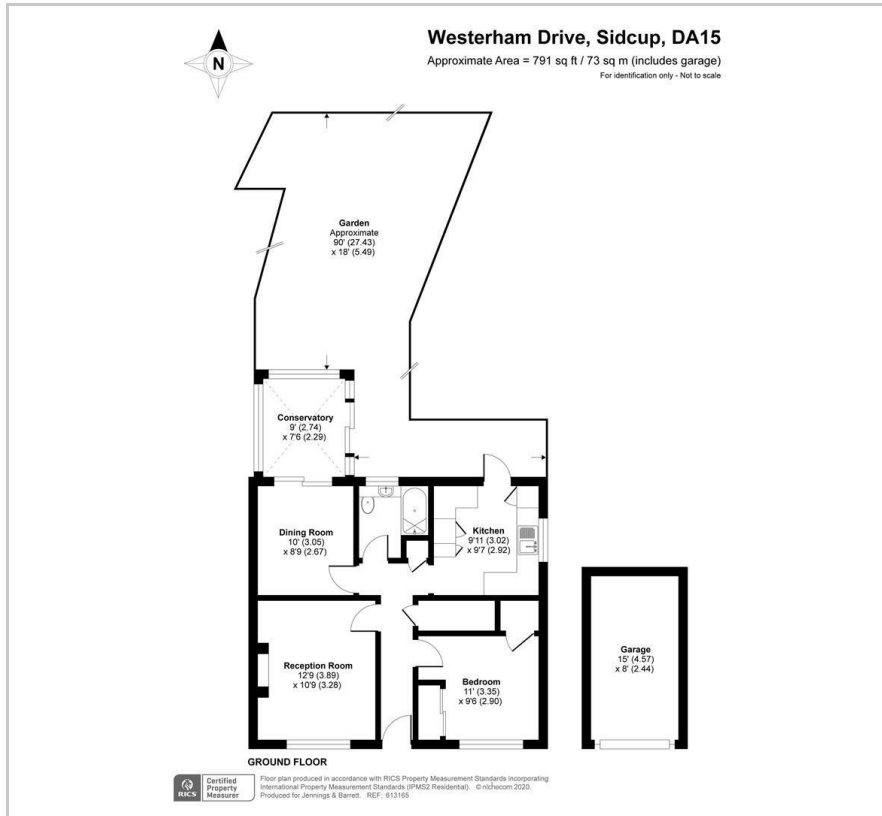 Westerham Drive, Sidcup, DA15
Approximate Area = 791 sq ft / 73 sq m (includes garage)
For identification only - Not to scale
N
Garden
Approximate
90' (27.43)
x 18' (5.49)
Conservatory
9' (2.74)
x 7'6 (2.29)
Dining Room
10' (3.05)
x 8'9 (2.67)
Kitchen
9'11 (3.02)
x 9'7 (2.92)
Reception Room
12'9 (3.89)
x 10'9 (3.28)
Bedroom
11' (3.35)
x 9'6 (2.90)
Garage
15' (4.57)
x 8' (2.44)
GROUND FLOOR
RICS
Certified
Property
Measurer
Floor plan produced in accordance with RICS Property Measurement Standards incorporating
International Property Measurement Standards (IPMS2 Residential). © nichecom 2020.
Produced for Jennings & Barrett. REF: 613165